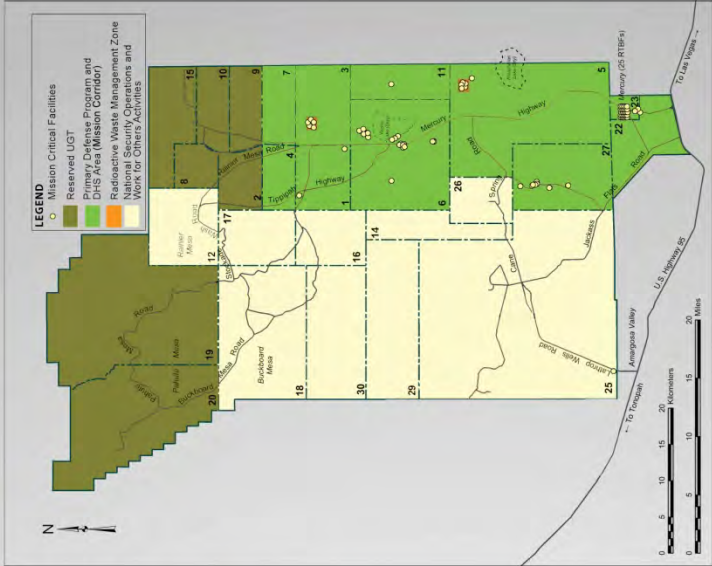 LEGEND
Mission Critical Facilities
Reserved UGT
Primary Defense Program and
DHS Area (Mission Corridor)
Radioactive Waste Management Zone
National Security Operations and
Work for Others Activities
N
15
10
9
8
2
7
4
3
1
11
6
5
26
27
22
23
12
17
19
20
16
14
18
30
29
25
Pahute
Mesa
Road
Pahute
Mesa
Buckboard
Mesa Road
Buckboard
Mesa
Rainier
Mesa
Stockade
Road
Rainier Mesa Road
Tippipah
Highway
Mercury
Highway
Road
Cane
Spring
Jackass
Flats
Road
Lathrop Wells
Road
Mercury (25 RTBFs)
To Las Vegas →
U.S. Highway 95
Amargosa Valley
← To Tonopah
0 5 10 20 Kilometers
0 5 10 15 20 Miles